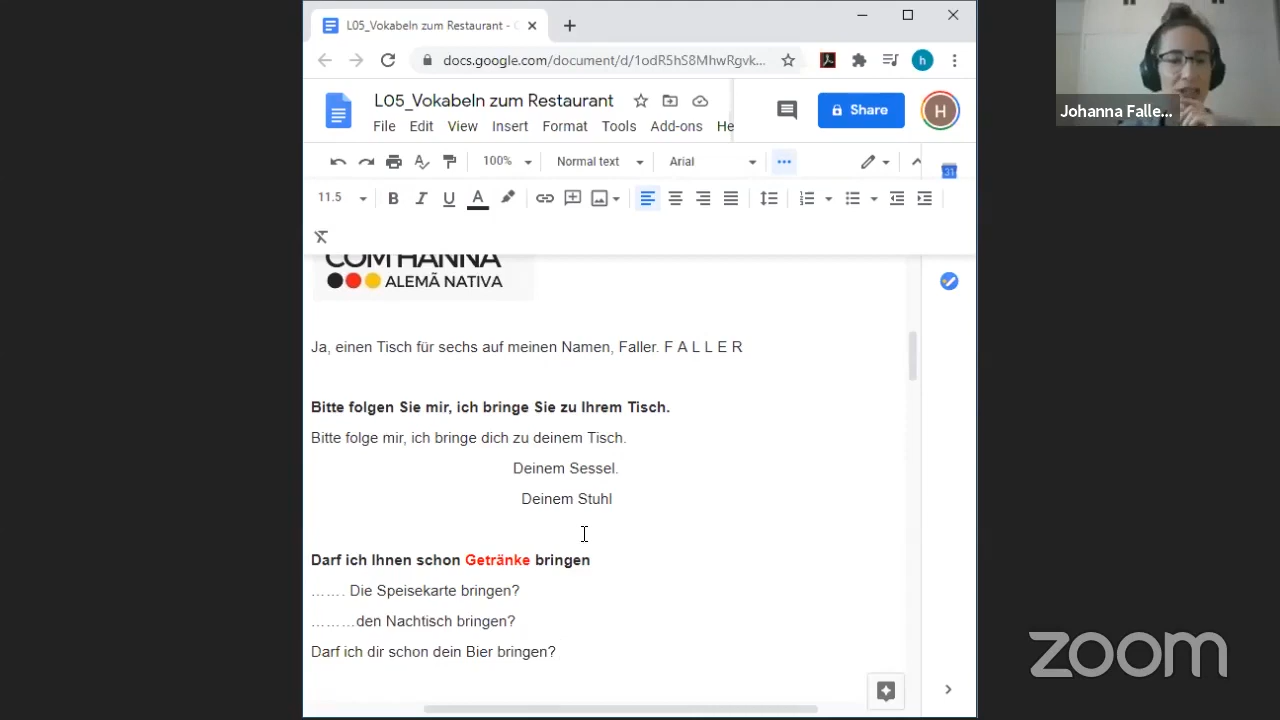 L05_Vokabeln zum Restaurant - G
docs.google.com/document/d/1odR5hS8MhwRgvk...
h
L05_Vokabeln zum Restaurant
Share
H
File Edit View Insert Format Tools Add-ons He
100% Normal text Arial
31
11.5 B I U A
COM HANNA
ALEMÃ NATIVA
Ja, einen Tisch für sechs auf meinen Namen, Faller. F A L L E R
Bitte folgen Sie mir, ich bringe Sie zu Ihrem Tisch.
Bitte folge mir, ich bringe dich zu deinem Tisch.
Deinem Sessel.
Deinem Stuhl
Darf ich Ihnen schon Getränke bringen
……. Die Speisekarte bringen?
………den Nachtisch bringen?
Darf ich dir schon dein Bier bringen?
Johanna Falle...
zoom